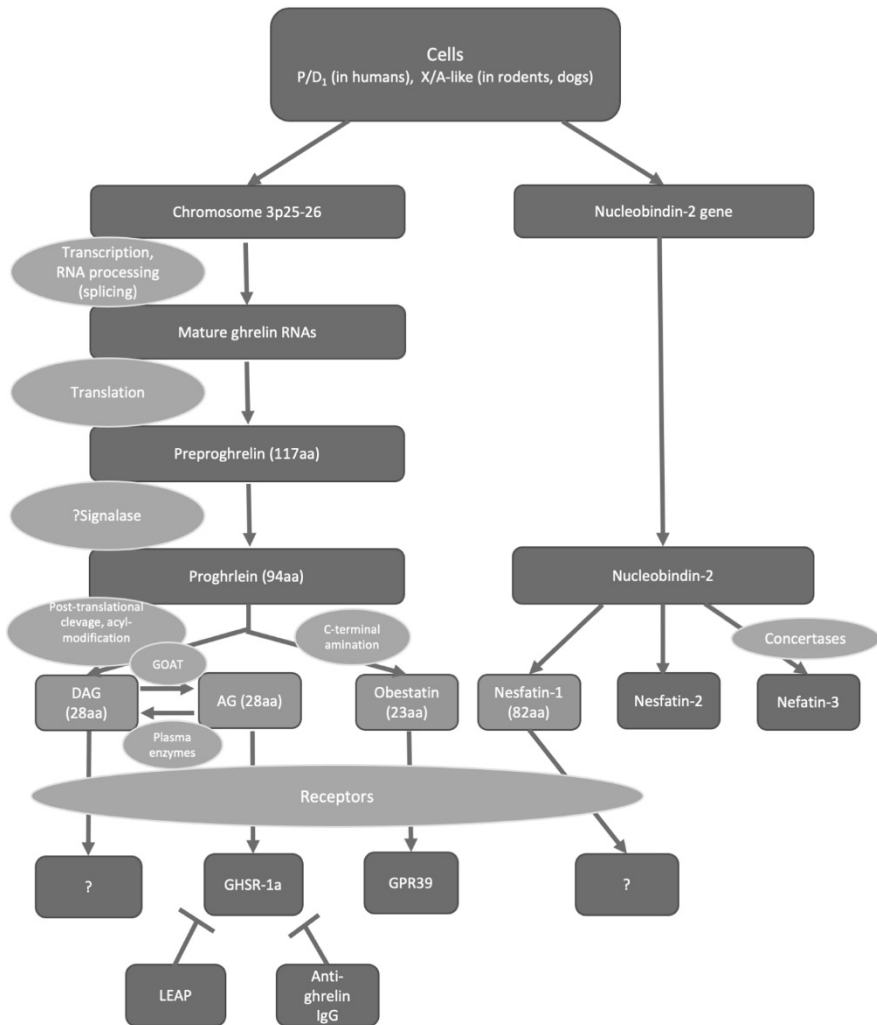 Cells
P/D₁ (in humans), X/A-like (in rodents, dogs)
Chromosome 3p25-26
Nucleobindin-2 gene
Transcription,
RNA processing
(splicing)
Mature ghrelin RNAs
Translation
Preproghrelin (117aa)
?Signalase
Proghrlein (94aa)
Nucleobindin-2
Post-translational
clevage, acyl-
modification
C-terminal
amination
Concertases
GOAT
DAG
(28aa)
AG (28aa)
Obestatin
(23aa)
Nesfatin-1
(82aa)
Nesfatin-2
Nefatin-3
Plasma
enzymes
Receptors
?
GHSR-1a
GPR39
?
LEAP
Anti-
ghrelin
IgG